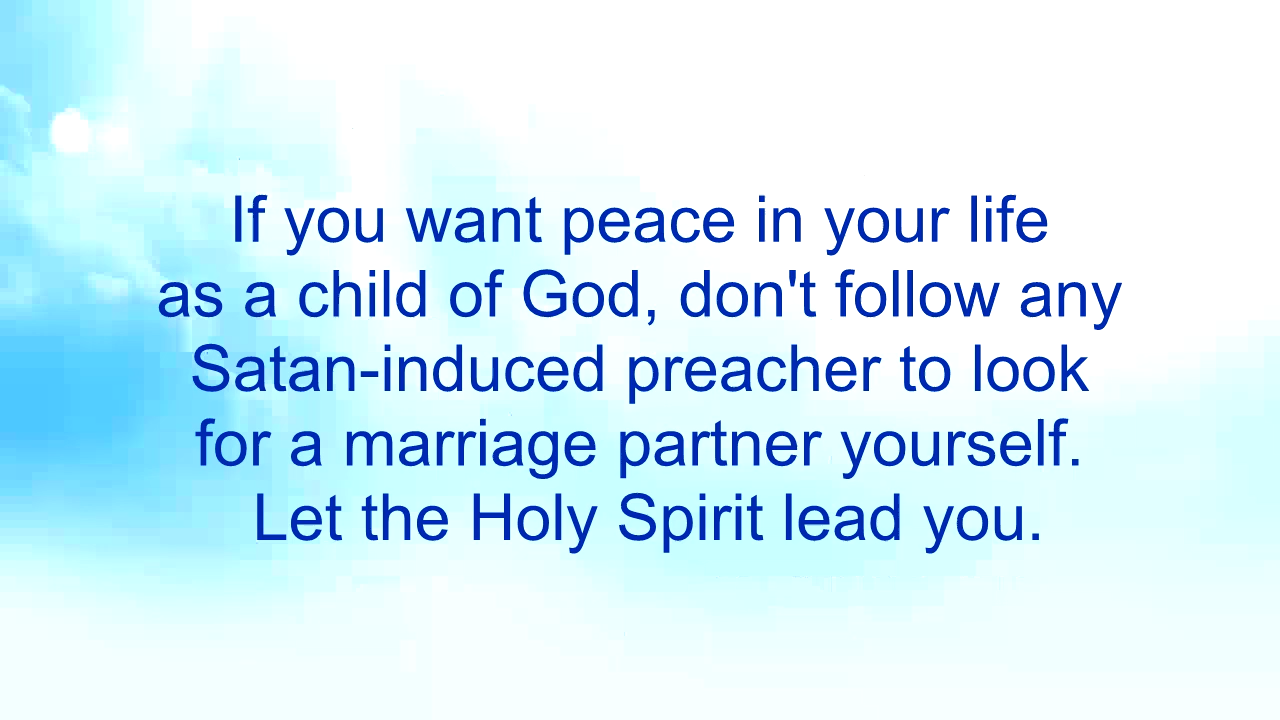 If you want peace in your life
as a child of God, don't follow any
Satan-induced preacher to look
for a marriage partner yourself.
Let the Holy Spirit lead you.